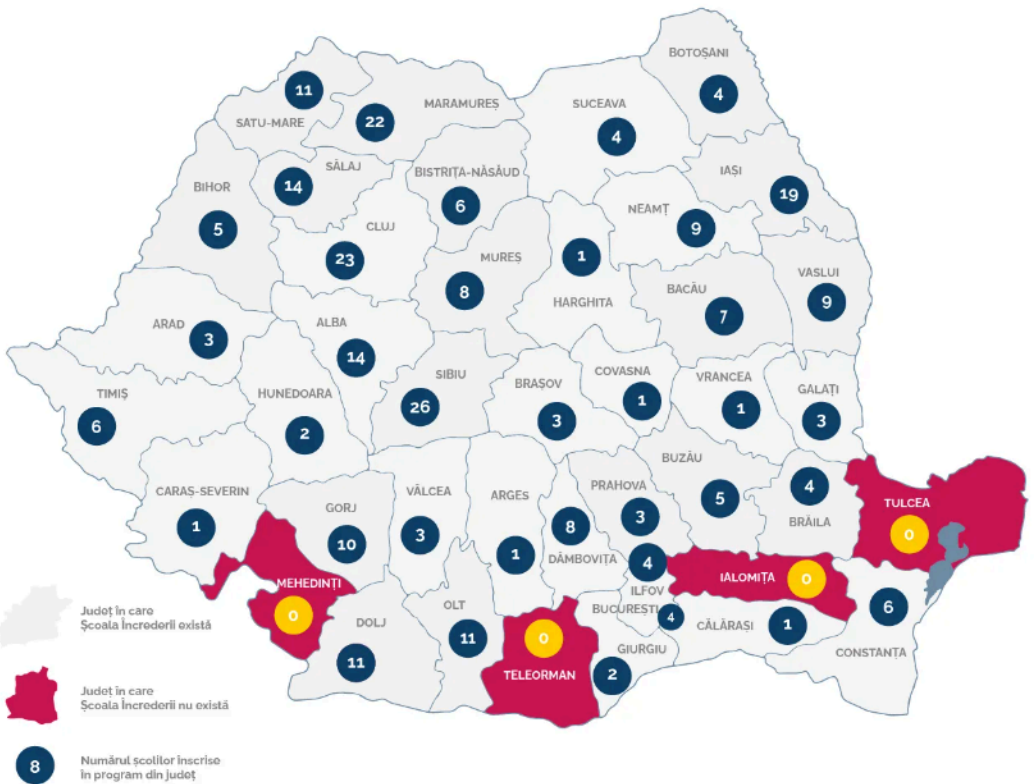 BOTOȘANI
4
11
SATU-MARE
MARAMUREȘ
22
SUCEAVA
4
SĂLAJ
14
BISTRIȚA-NĂSĂUD
6
IAȘI
19
BIHOR
5
NEAMȚ
9
CLUJ
23
MUREȘ
8
1
HARGHITA
BACĂU
7
VASLUI
9
ARAD
3
ALBA
14
TIMIȘ
6
HUNEDOARA
2
SIBIU
26
BRAȘOV
3
COVASNA
1
VRANCEA
1
GALAȚI
3
CARAȘ-SEVERIN
1
GORJ
10
VÂLCEA
3
ARGEȘ
1
8
DÂMBOVIȚA
PRAHOVA
3
BUZĂU
5
4
BRĂILA
TULCEA
0
MEHEDINȚI
0
4
ILFOV
IALOMIȚA
0
DOLJ
11
OLT
11
0
TELEORMAN
BUCUREȘTI
4
GIURGIU
2
CĂLĂRAȘI
1
6
CONSTANȚA
Județ în care
Școala Încrederii există
Județ în care
Școala Încrederii nu există
8
Numărul școlilor înscrise
în program din județ